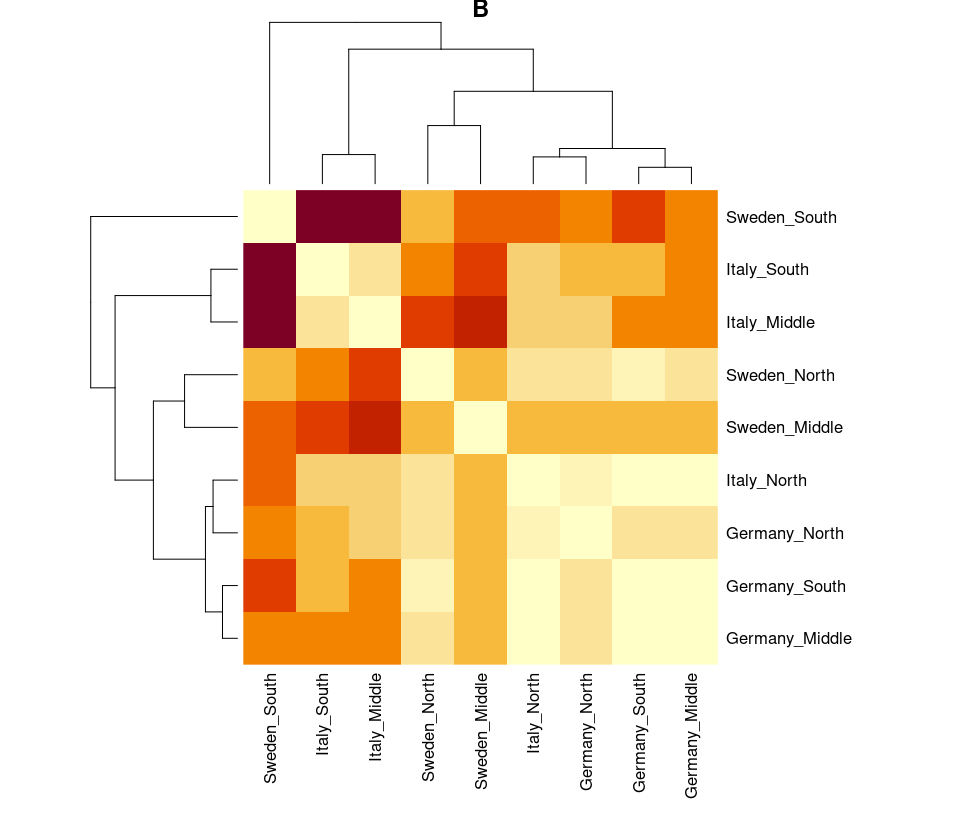 B
Sweden_South
Italy_South
Italy_Middle
Sweden_North
Sweden_Middle
Italy_North
Germany_North
Germany_South
Germany_Middle
Sweden_South
Italy_South
Italy_Middle
Sweden_North
Sweden_Middle
Italy_North
Germany_North
Germany_South
Germany_Middle